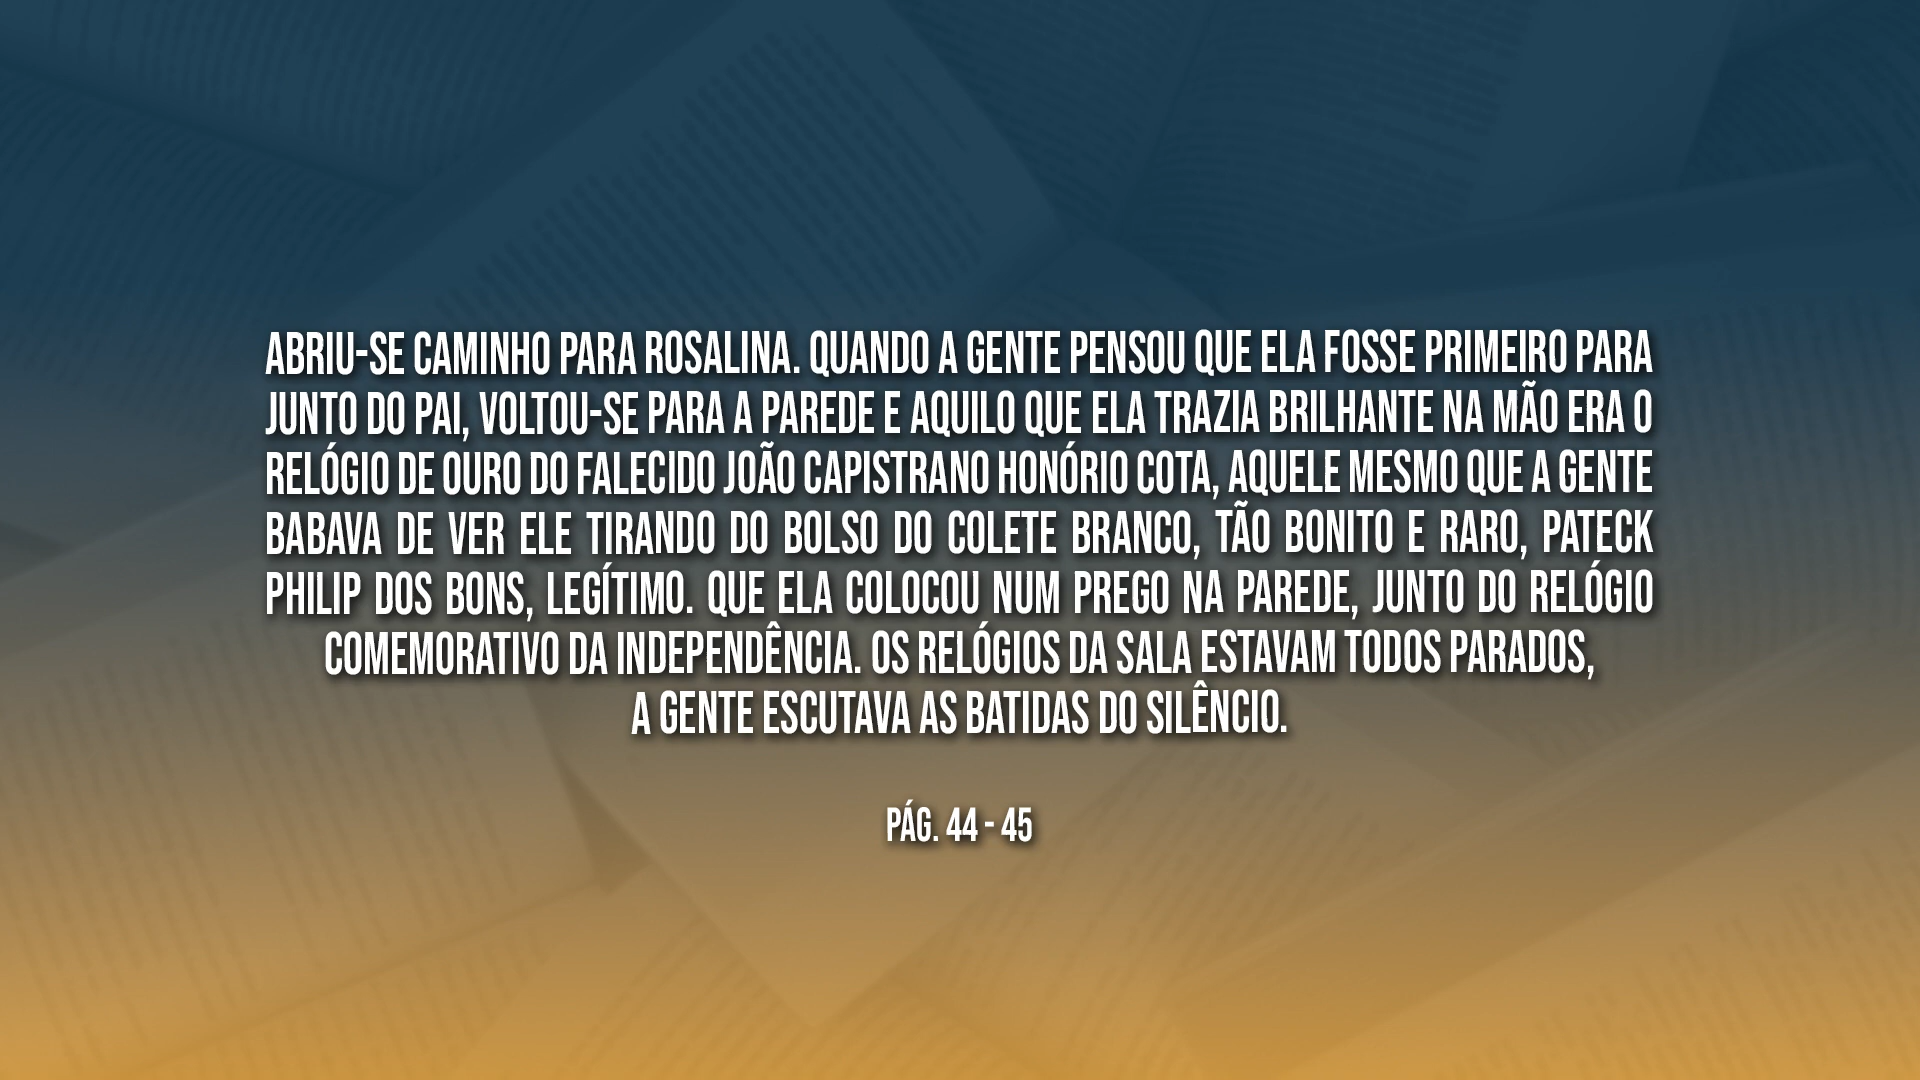 ABRIU-SE CAMINHO PARA ROSALINA. QUANDO A GENTE PENSOU QUE ELA FOSSE PRIMEIRO PARA
JUNTO DO PAI, VOLTOU-SE PARA A PAREDE E AQUILO QUE ELA TRAZIA BRILHANTE NA MÃO ERA O
RELÓGIO DE OURO DO FALECIDO JOÃO CAPISTRANO HONÓRIO COTA, AQUELE MESMO QUE A GENTE
BABAVA DE VER ELE TIRANDO DO BOLSO DO COLETE BRANCO, TÃO BONITO E RARO, PATECK
PHILIP DOS BONS, LEGÍTIMO. QUE ELA COLOCOU NUM PREGO NA PAREDE, JUNTO DO RELÓGIO
COMEMORATIVO DA INDEPENDÊNCIA. OS RELÓGIOS DA SALA ESTAVAM TODOS PARADOS,
A GENTE ESCUTAVA AS BATIDAS DO SILÊNCIO.
PÁG. 44 - 45